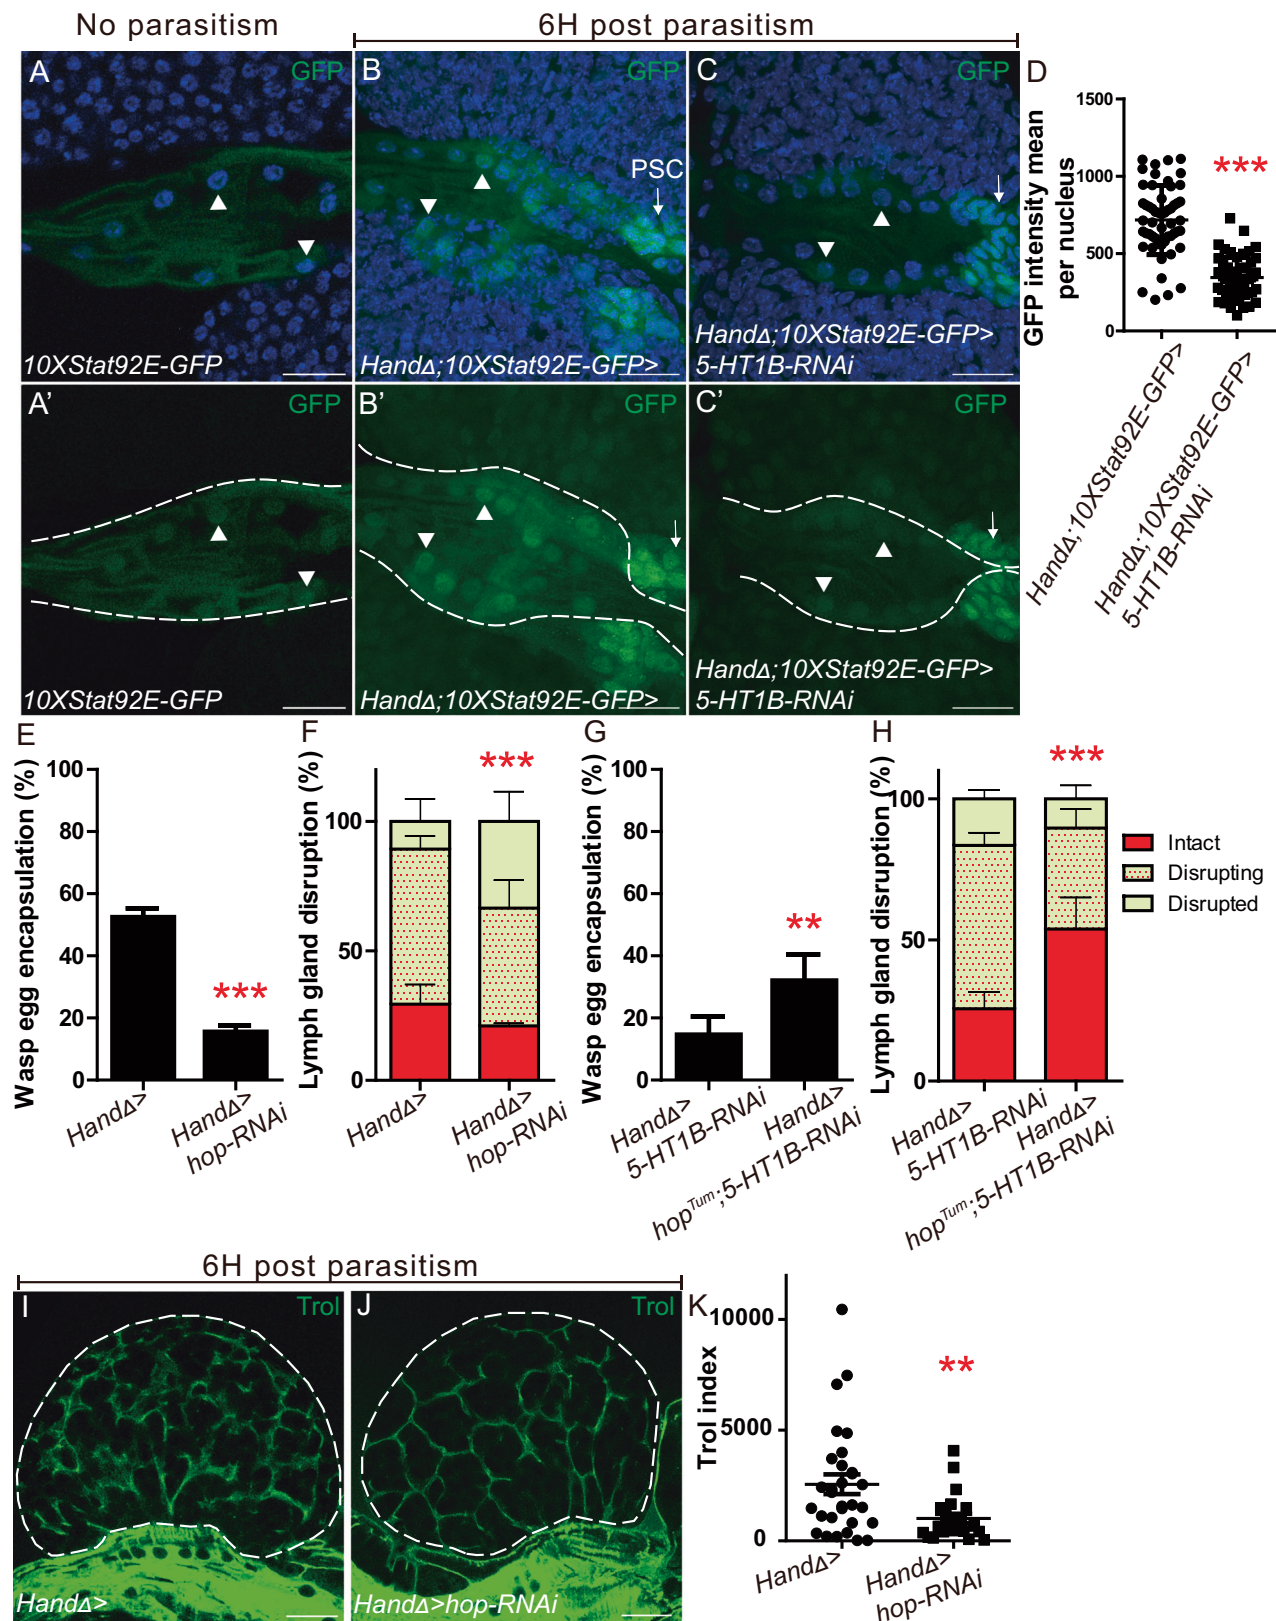 No parasitism
6H post parasitism
A
GFP
10XStat92E-GFP
B
GFP
PSC
HandΔ;10XStat92E-GFP>
C
GFP
HandΔ;10XStat92E-GFP>
5-HT1B-RNAi
D
GFP intensity mean
per nucleus
1500
1000
500
0
***
HandΔ;10XStat92E-GFP>
HandΔ;10XStat92E-GFP>
5-HT1B-RNAi
A'
GFP
10XStat92E-GFP
B'
GFP
HandΔ;10XStat92E-GFP>
C'
GFP
HandΔ;10XStat92E-GFP>
5-HT1B-RNAi
E
Wasp egg encapsulation (%)
100
80
60
40
20
0
***
HandΔ>
HandΔ>
hop-RNAi
F
Lymph gland disruption (%)
100
50
0
***
HandΔ>
HandΔ>
hop-RNAi
G
Wasp egg encapsulation (%)
100
80
60
40
20
0
**
HandΔ>
5-HT1B-RNAi
HandΔ>
hopTum;5-HT1B-RNAi
H
Lymph gland disruption (%)
100
50
0
***
HandΔ>
5-HT1B-RNAi
HandΔ>
hopTum;5-HT1B-RNAi
Intact
Disrupting
Disrupted
6H post parasitism
I
Trol
HandΔ>
J
Trol
HandΔ>hop-RNAi
K
Trol index
10000
5000
0
**
HandΔ>
HandΔ>
hop-RNAi